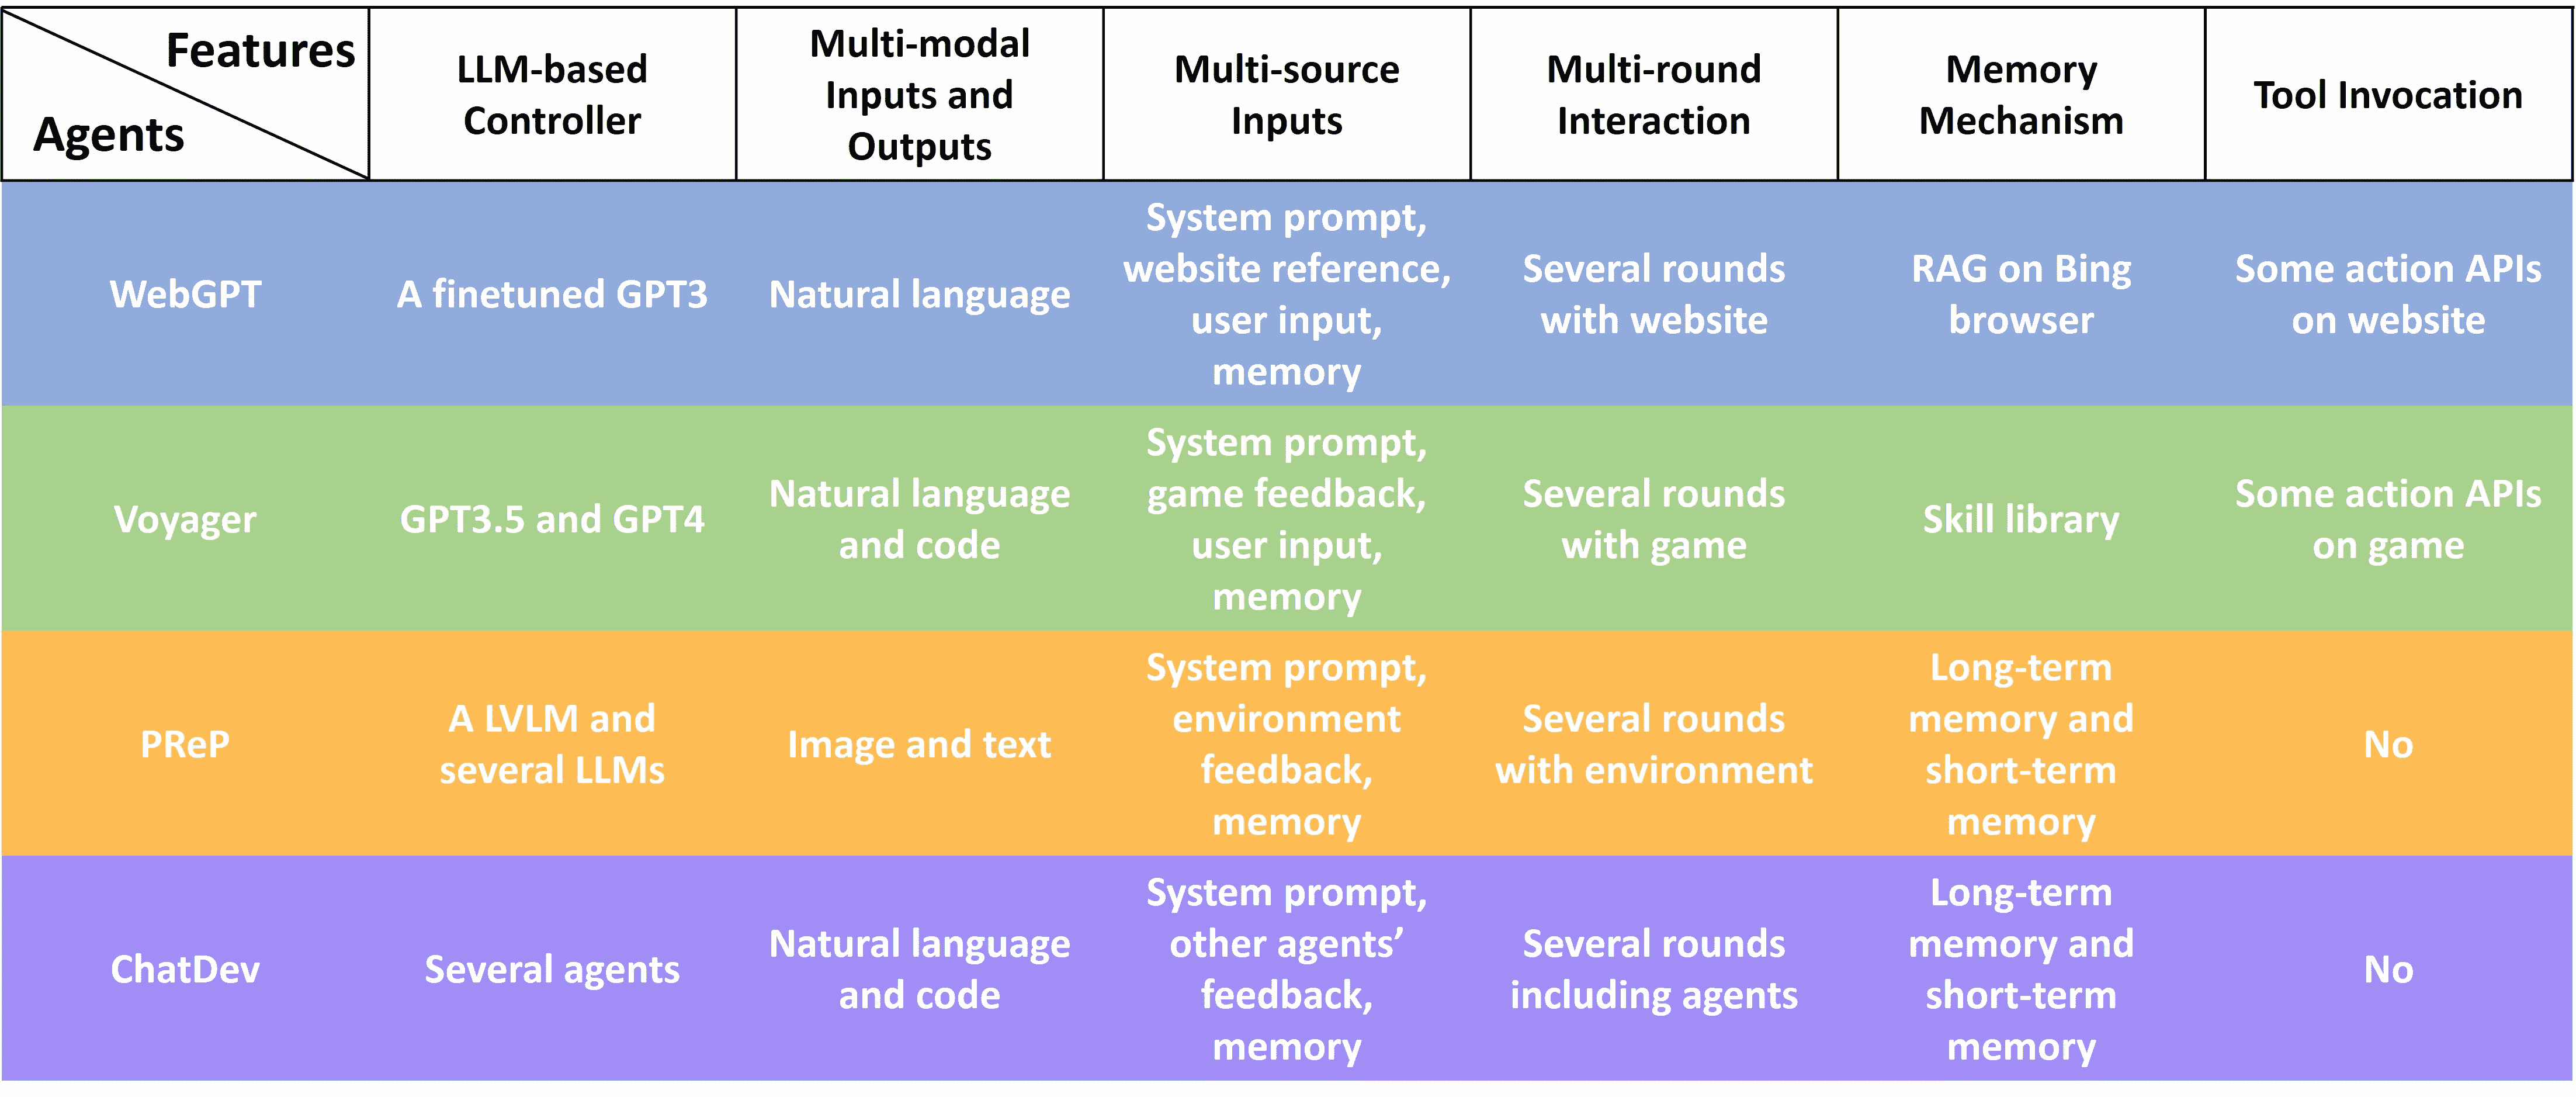 Features
Agents
LLM-based
Controller
Multi-modal
Inputs and
Outputs
Multi-source
Inputs
Multi-round
Interaction
Memory
Mechanism
Tool Invocation
WebGPT
A finetuned GPT3
Natural language
System prompt,
website reference,
user input,
memory
Several rounds
with website
RAG on Bing
browser
Some action APIs
on website
Voyager
GPT3.5 and GPT4
Natural language
and code
System prompt,
game feedback,
user input,
memory
Several rounds
with game
Skill library
Some action APIs
on game
PReP
A LVLM and
several LLMs
Image and text
System prompt,
environment
feedback,
memory
Several rounds
with environment
Long-term
memory and
short-term
memory
No
ChatDev
Several agents
Natural language
and code
System prompt,
other agents’
feedback,
memory
Several rounds
including agents
Long-term
memory and
short-term
memory
No